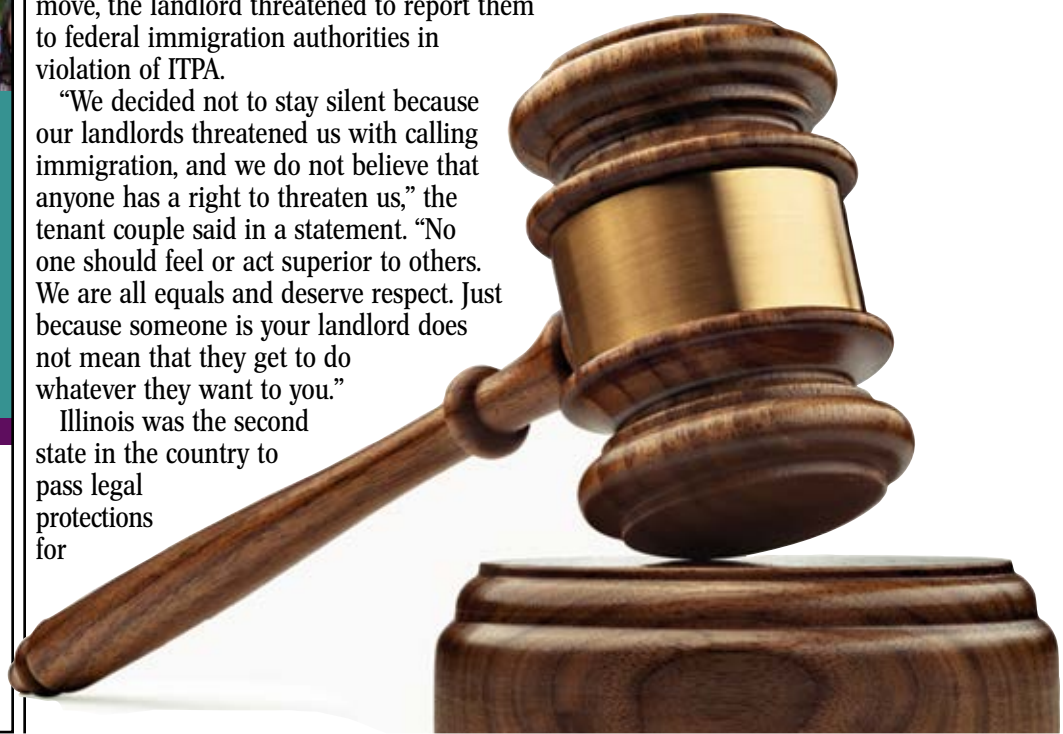 move, the landlord threatened to report them
to federal immigration authorities in
violation of ITPA.
“We decided not to stay silent because
our landlords threatened us with calling
immigration, and we do not believe that
anyone has a right to threaten us,” the
tenant couple said in a statement. “No
one should feel or act superior to others.
We are all equals and deserve respect. Just
because someone is your landlord does
not mean that they get to do
whatever they want to you.”
Illinois was the second
state in the country to
pass legal
protections
for